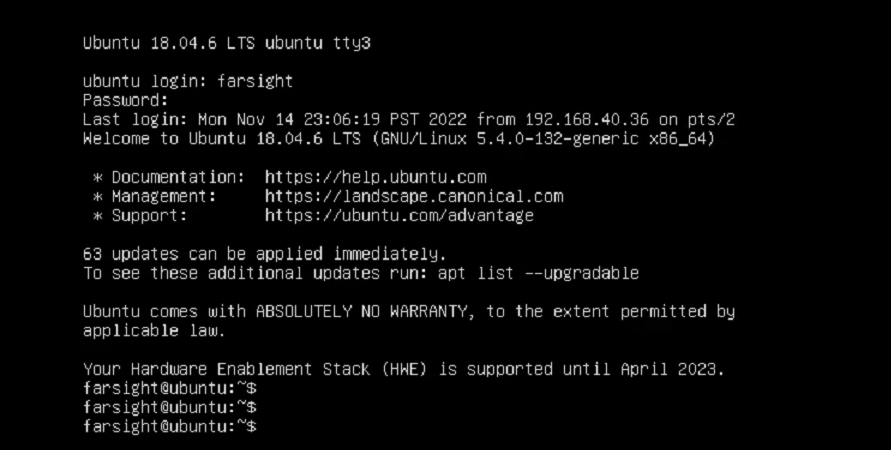 Ubuntu 18.04.6 LTS ubuntu tty3
ubuntu login: farsight
Password:
Last login: Mon Nov 14 23:06:19 PST 2022 from 192.168.40.36 on pts/2
Welcome to Ubuntu 18.04.6 LTS (GNU/Linux 5.4.0-132-generic x86_64)
* Documentation:  https://help.ubuntu.com
* Management:     https://landscape.canonical.com
* Support:        https://ubuntu.com/advantage
63 updates can be applied immediately.
To see these additional updates run: apt list --upgradable
Ubuntu comes with ABSOLUTELY NO WARRANTY, to the extent permitted by
applicable law.
Your Hardware Enablement Stack (HWE) is supported until April 2023.
farsight@ubuntu:~$
farsight@ubuntu:~$
farsight@ubuntu:~$